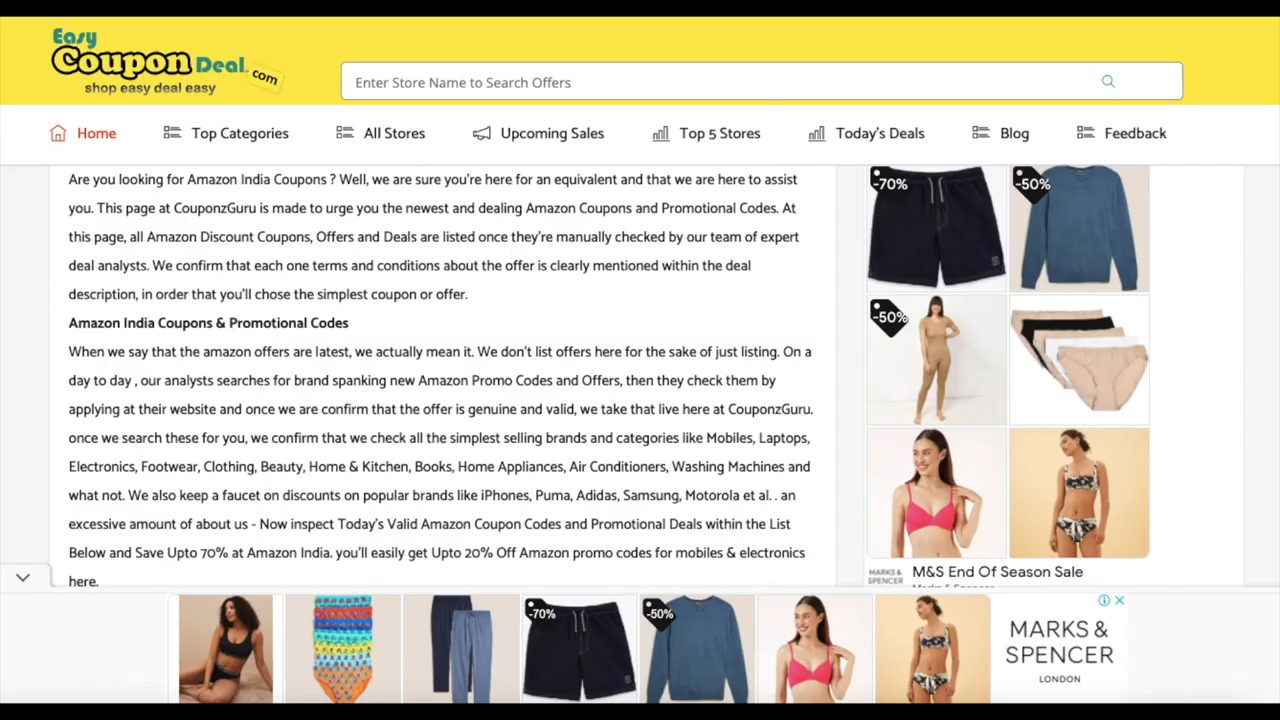 Easy
Coupon Deal.com
shop easy deal easy
Enter Store Name to Search Offers
Home
Top Categories
All Stores
Upcoming Sales
Top 5 Stores
Today's Deals
Blog
Feedback
Are you looking for Amazon India Coupons ? Well, we are sure you're here for an equivalent and that we are here to assist
you. This page at CouponzGuru is made to urge you the newest and dealing Amazon Coupons and Promotional Codes. At
this page, all Amazon Discount Coupons, Offers and Deals are listed once they're manually checked by our team of expert
deal analysts. We confirm that each one terms and conditions about the offer is clearly mentioned within the deal
description, in order that you'll chose the simplest coupon or offer.
Amazon India Coupons & Promotional Codes
When we say that the amazon offers are latest, we actually mean it. We don't list offers here for the sake of just listing. On a
day to day , our analysts searches for brand spanking new Amazon Promo Codes and Offers, then they check them by
applying at their website and once we are confirm that the offer is genuine and valid, we take that live here at CouponzGuru.
once we search these for you, we confirm that we check all the simplest selling brands and categories like Mobiles, Laptops,
Electronics, Footwear, Clothing, Beauty, Home & Kitchen, Books, Home Appliances, Air Conditioners, Washing Machines and
what not. We also keep a faucet on discounts on popular brands like iPhones, Puma, Adidas, Samsung, Motorola et al. . an
excessive amount of about us - Now inspect Today's Valid Amazon Coupon Codes and Promotional Deals within the List
Below and Save Upto 70% at Amazon India. you'll easily get Upto 20% Off Amazon promo codes for mobiles & electronics
here.
-70%
-50%
-50%
MARKS &
SPENCER
M&S End Of Season Sale
-70%
-50%
MARKS &
SPENCER
LONDON